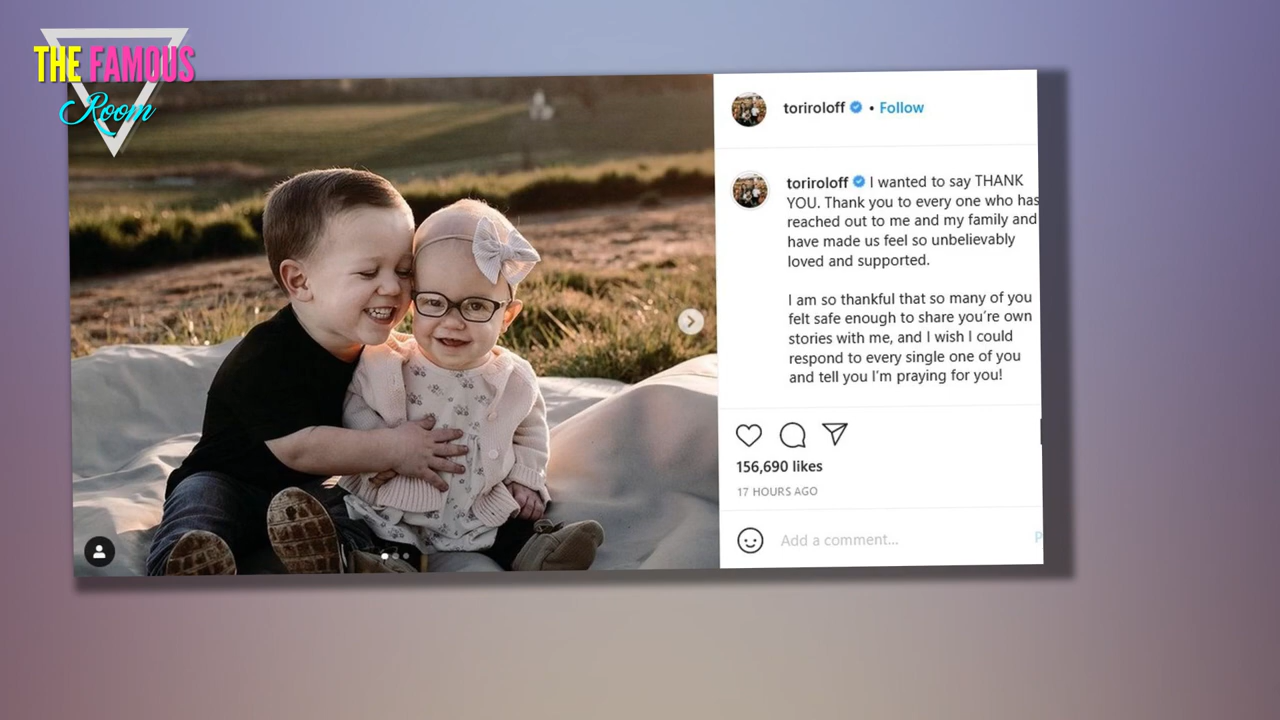 THE FAMOUS
Room
toriroloff • Follow
toriroloff I wanted to say THANK
YOU. Thank you to every one who has
reached out to me and my family and
have made us feel so unbelievably
loved and supported.
I am so thankful that so many of you
felt safe enough to share you're own
stories with me, and I wish I could
respond to every single one of you
and tell you I'm praying for you!
156,690 likes
17 HOURS AGO
Add a comment... P